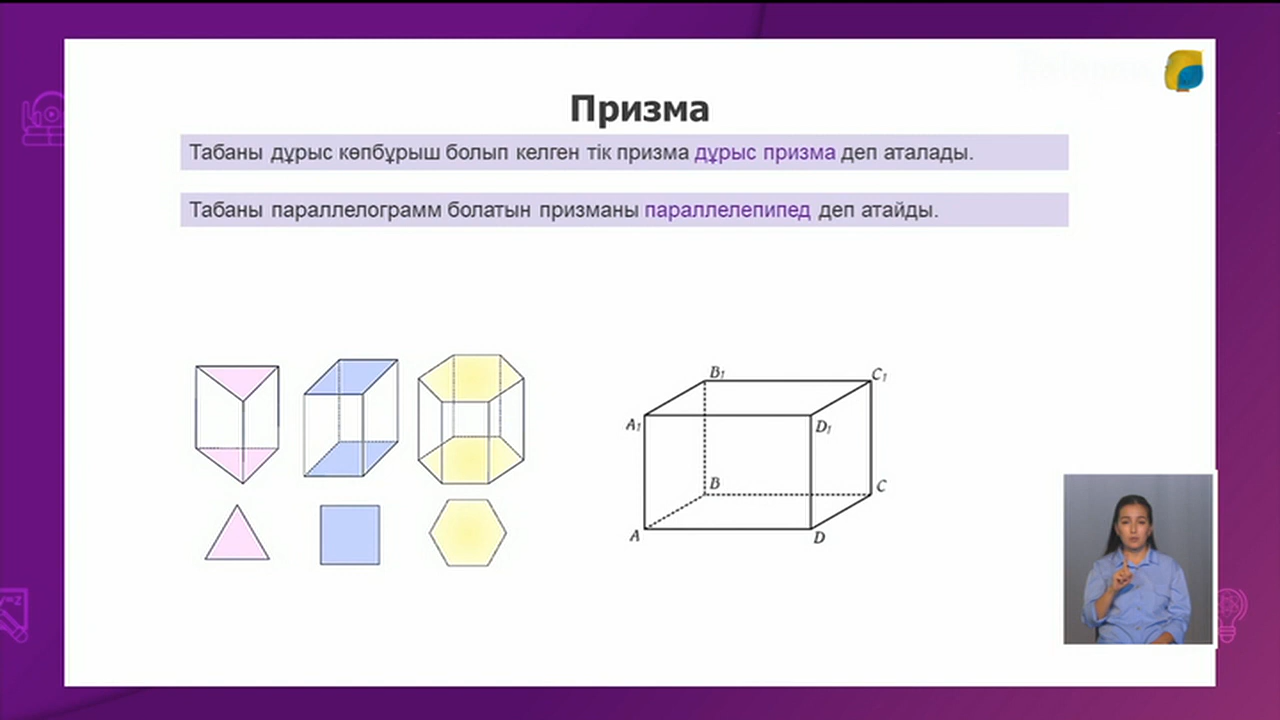 Призма
Табаны дұрыс көпбұрыш болып келген тік призма дұрыс призма деп аталады.
Табаны параллелограмм болатын призманы параллелепипед деп атайды.
B₁
C₁
A₁
D₁
B
C
A
D